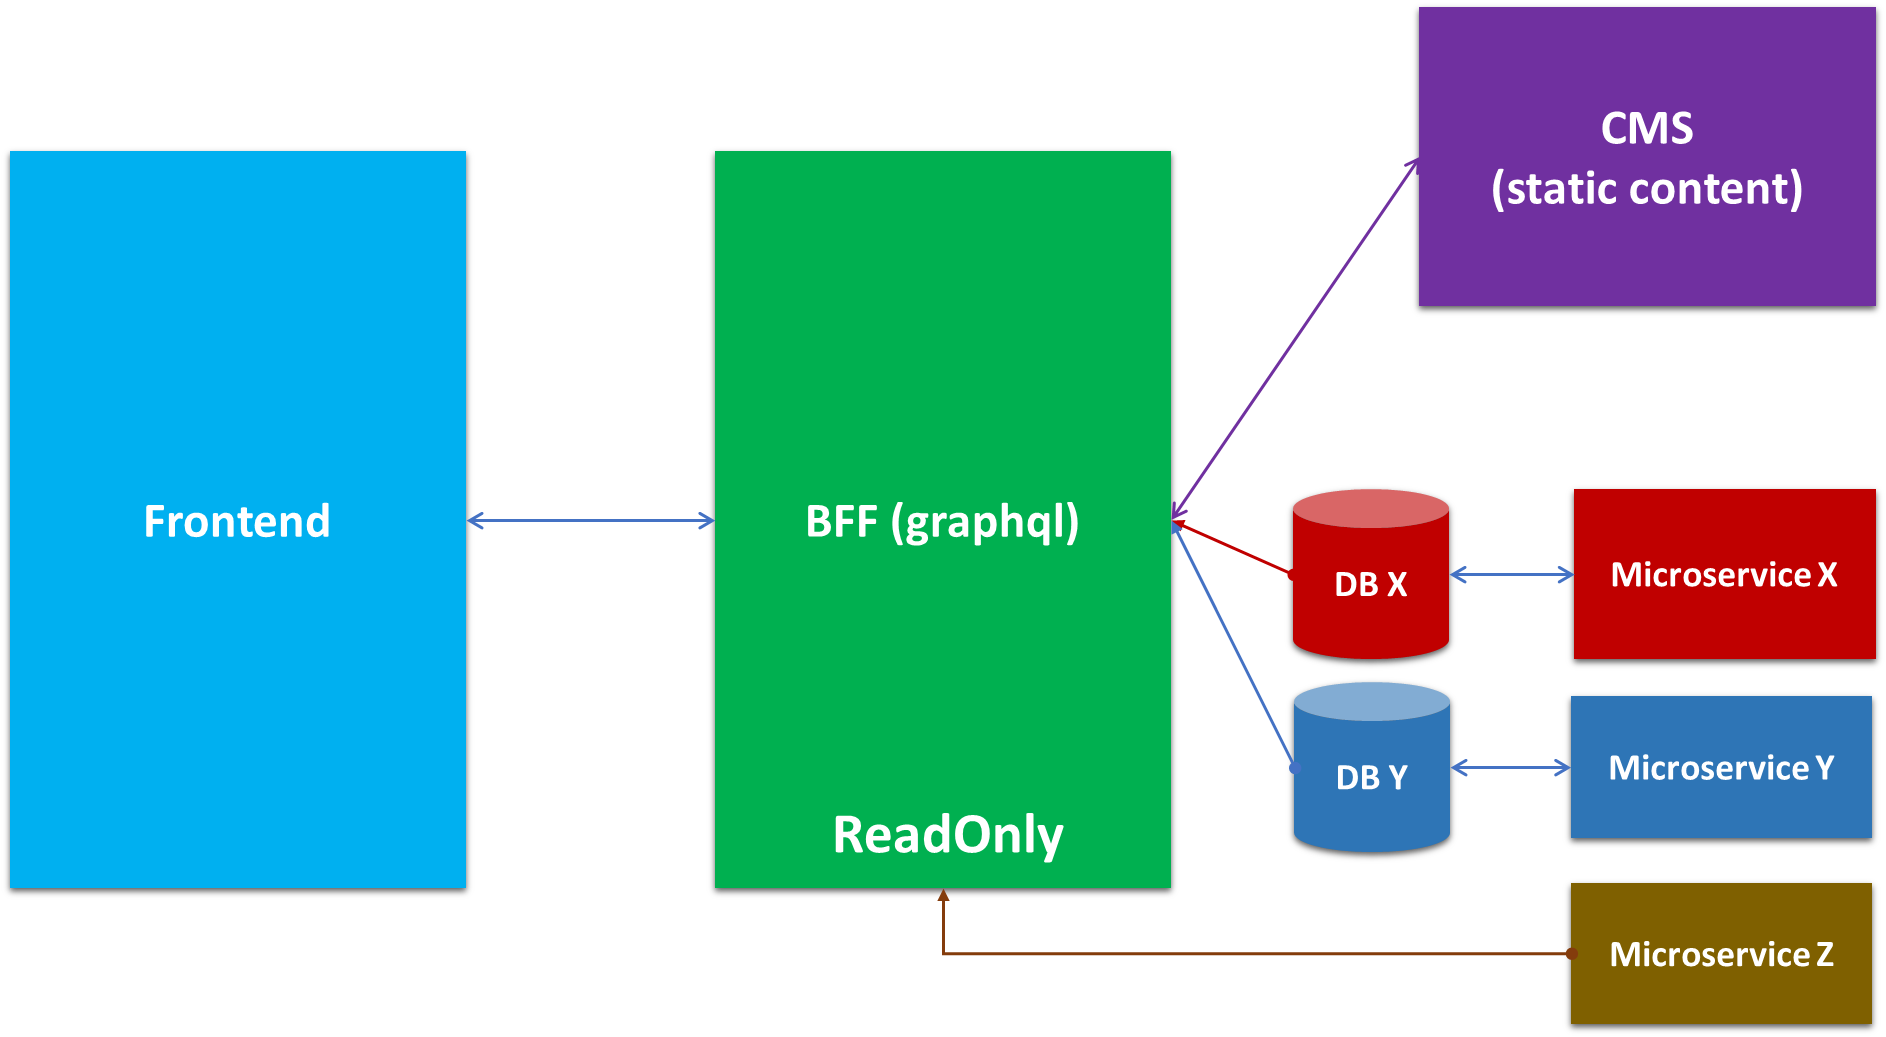 CMS
(static content)
Frontend
BFF (graphql)
ReadOnly
DB X
Microservice X
DB Y
Microservice Y
Microservice Z